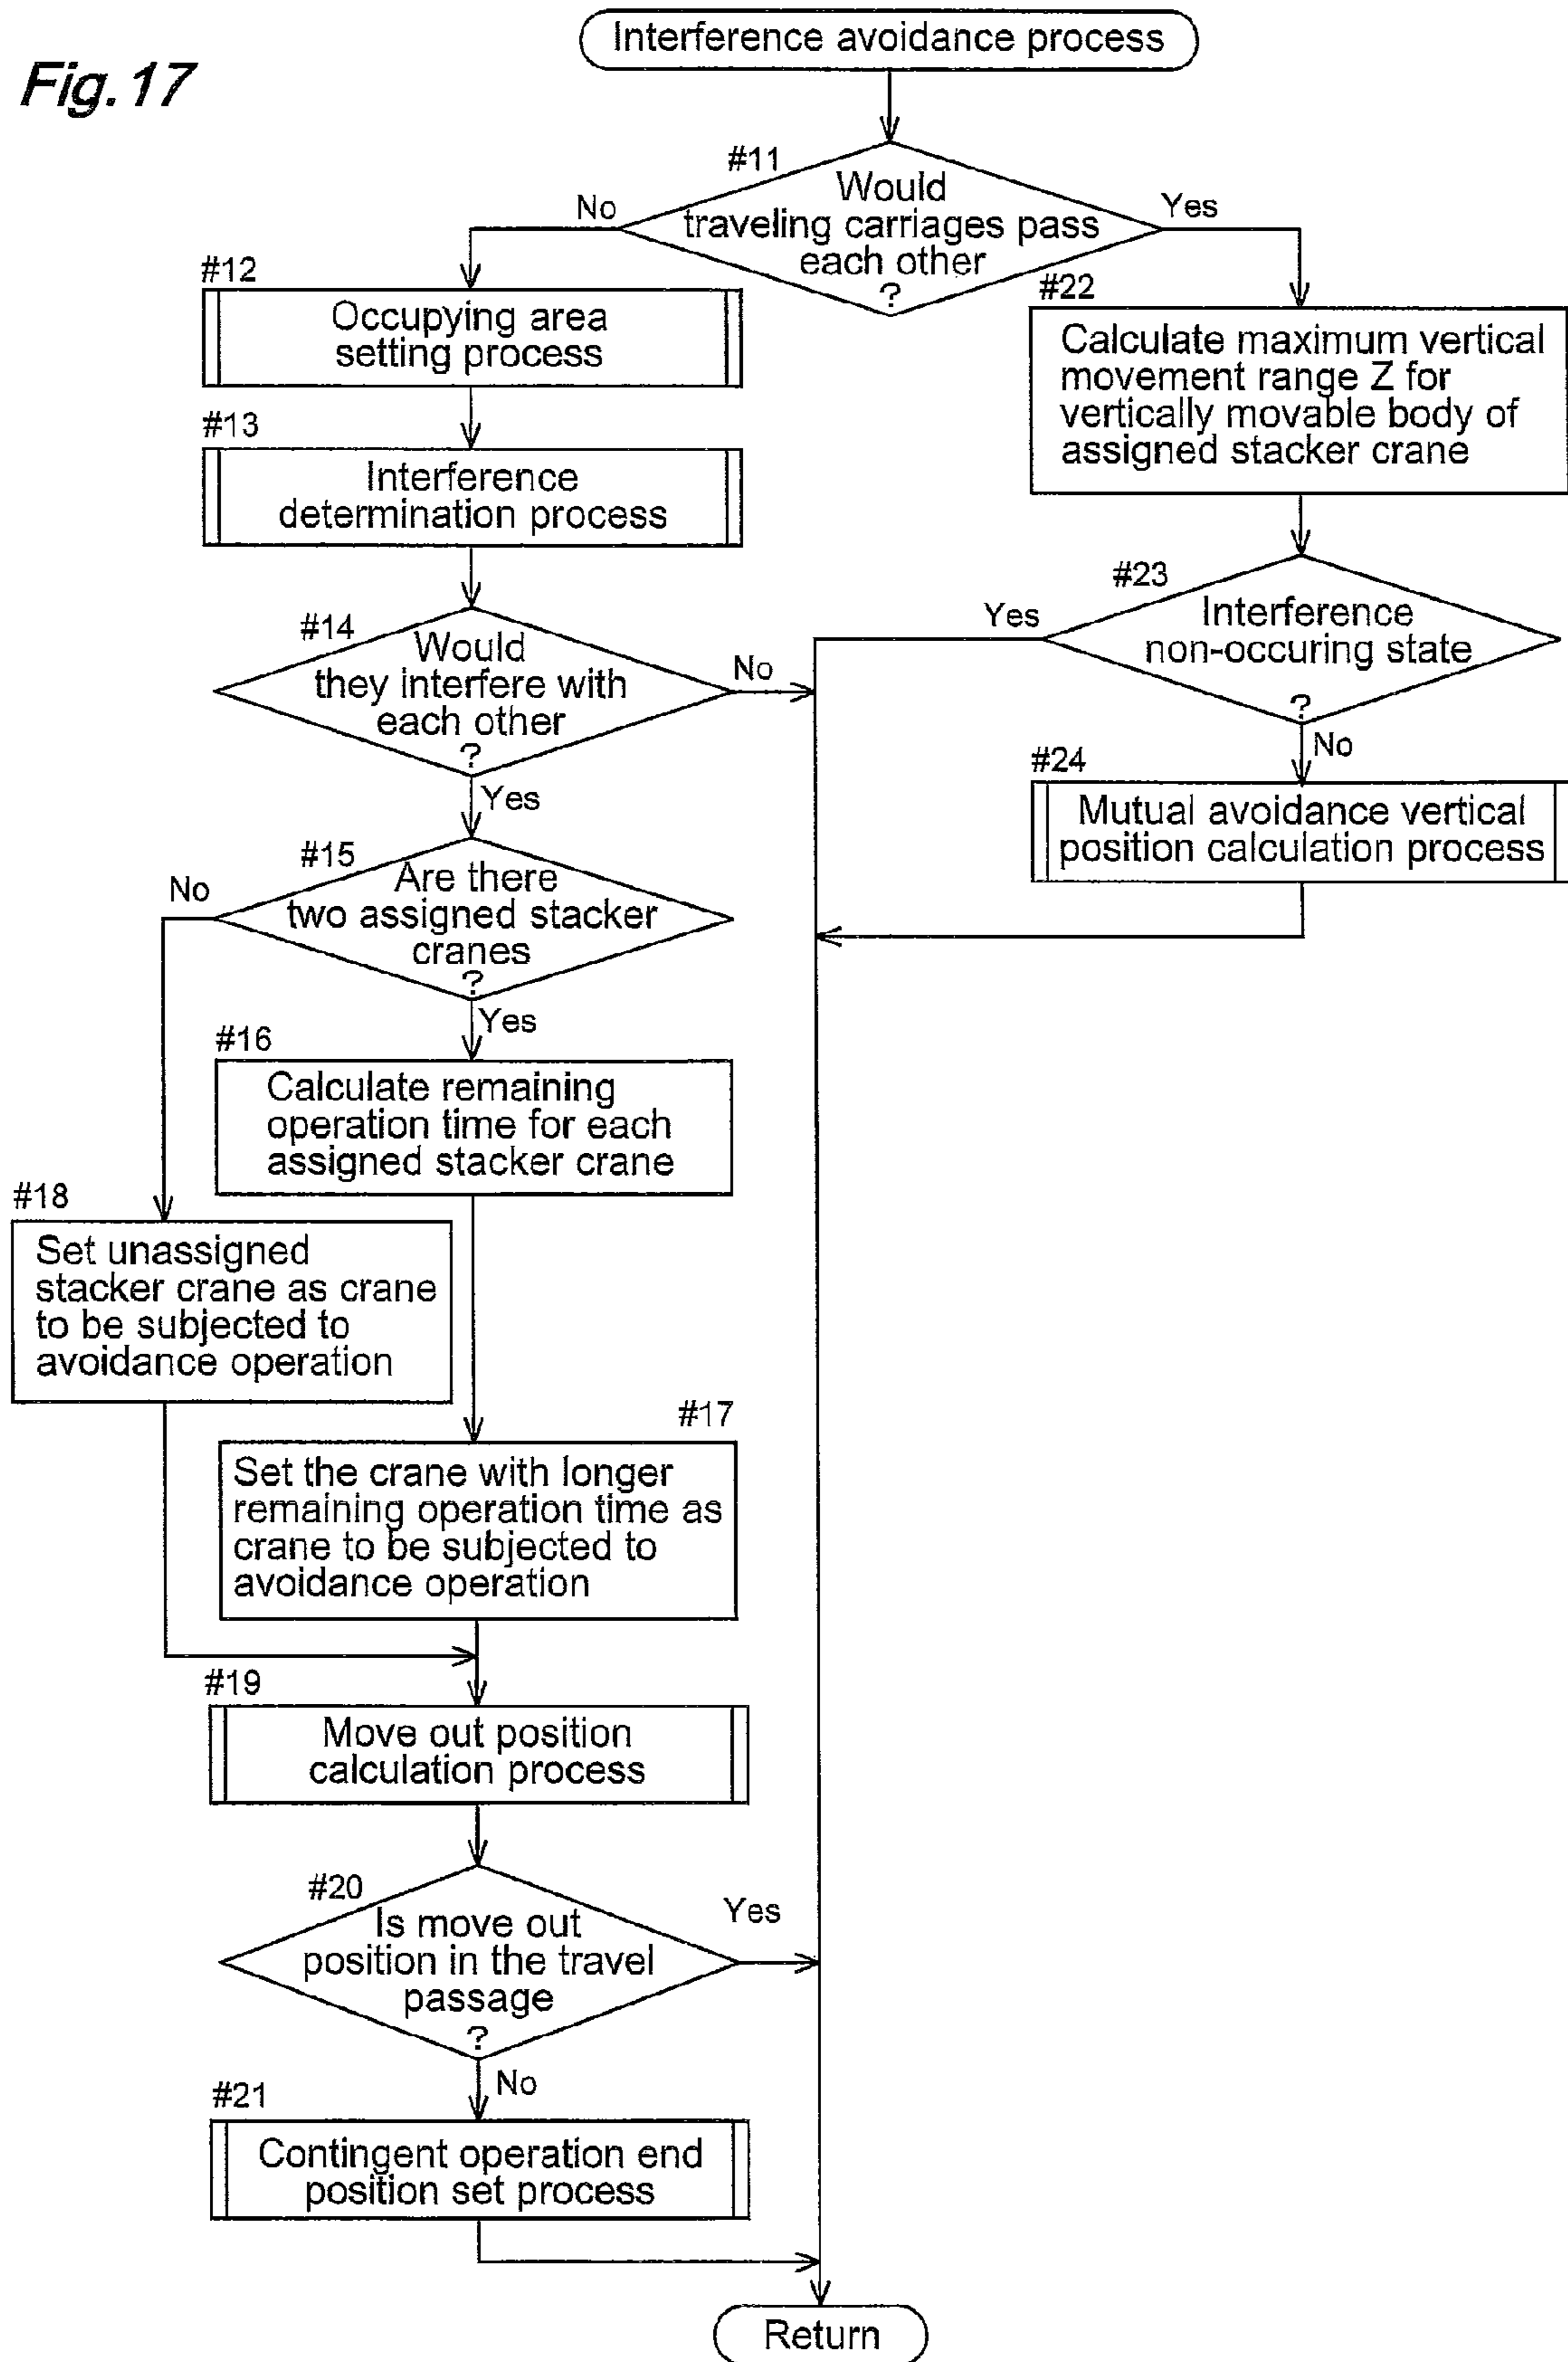 Fig. 17
Interference avoidance process
#11
Would
traveling carriages pass
each other
?
No
Yes
#12
Occupying area
setting process
#22
Calculate maximum vertical
movement range Z for
vertically movable body of
assigned stacker crane
#13
Interference
determination process
#23
Interference
non-occuring state
?
Yes
No
#14
Would
they interfere with
each other
?
No
Yes
#24
Mutual avoidance vertical
position calculation process
#15
Are there
two assigned stacker
cranes
?
No
Yes
#16
Calculate remaining
operation time for each
assigned stacker crane
#18
Set unassigned
stacker crane as crane
to be subjected to
avoidance operation
#17
Set the crane with longer
remaining operation time as
crane to be subjected to
avoidance operation
#19
Move out position
calculation process
#20
Is move out
position in the travel
passage
?
Yes
No
#21
Contingent operation end
position set process
Return